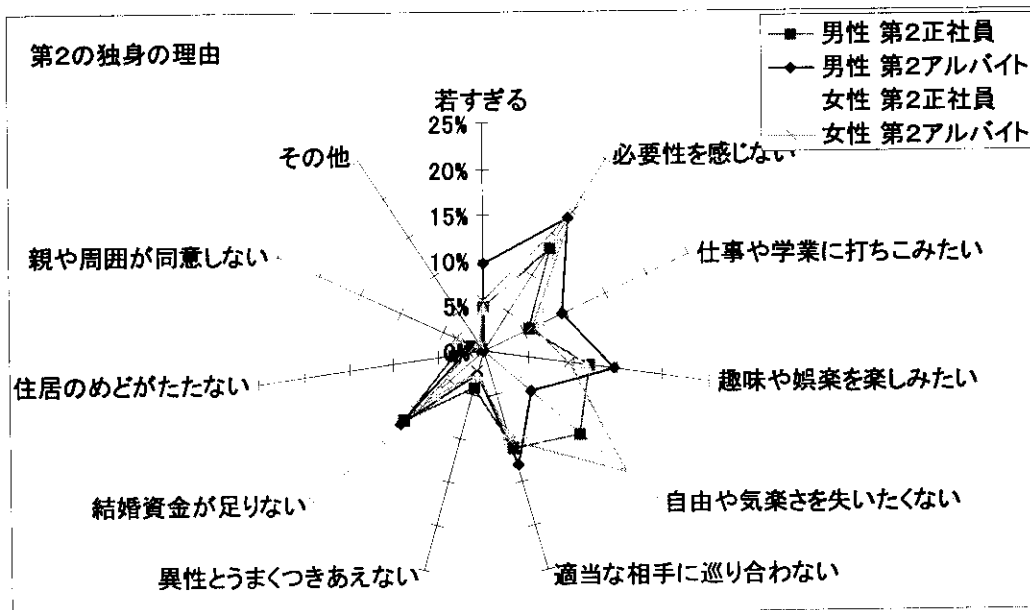 第2の独身の理由
男性 第2正社員
男性 第2アルバイト
女性 第2正社員
女性 第2アルバイト
若すぎる
25%
20%
15%
10%
5%
0%
必要性を感じない
仕事や学業に打ちこみたい
趣味や娯楽を楽しみたい
自由や気楽さを失いたくない
適当な相手に巡り合わない
異性とうまくつきあえない
結婚資金が足りない
住居のめどがたたない
親や周囲が同意しない
その他